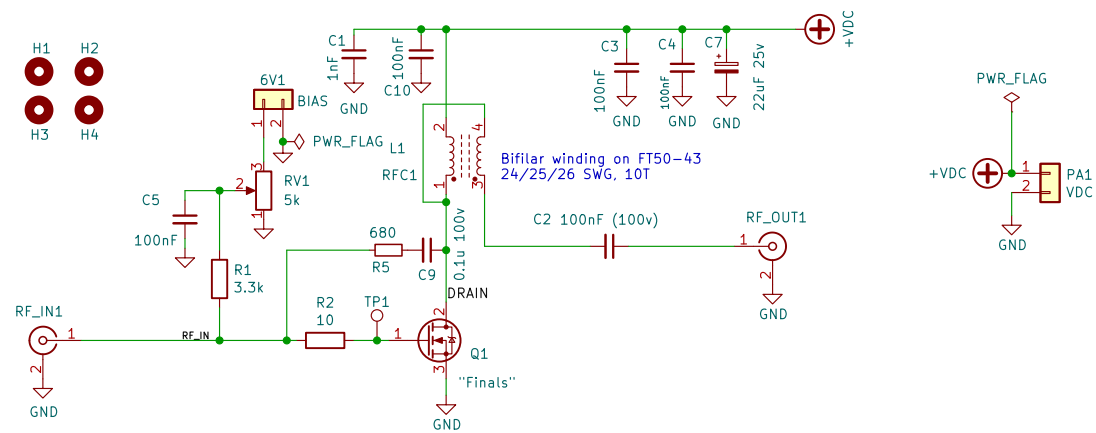 H1
H2
H3
H4
6V1
BIAS
1
2
PWR_FLAG
C1
1nF
GND
100nF
C10
GND
C3
100nF
GND
C4
100nF
GND
C7
22uF 25v
GND
+VDC
PWR_FLAG
+VDC
1
2
PA1
VDC
GND
L1
RFC1
2
4
1
3
Bifilar winding on FT50-43
24/25/26 SWG, 10T
C5
100nF
2
3
1
RV1
5k
R1
3.3k
680
R5
C9
0.1u 100v
C2 100nF (100v)
RF_OUT1
1
2
GND
DRAIN
RF_IN1
1
2
GND
RF_IN
R2
10
TP1
1
2
3
Q1
"Finals"
GND